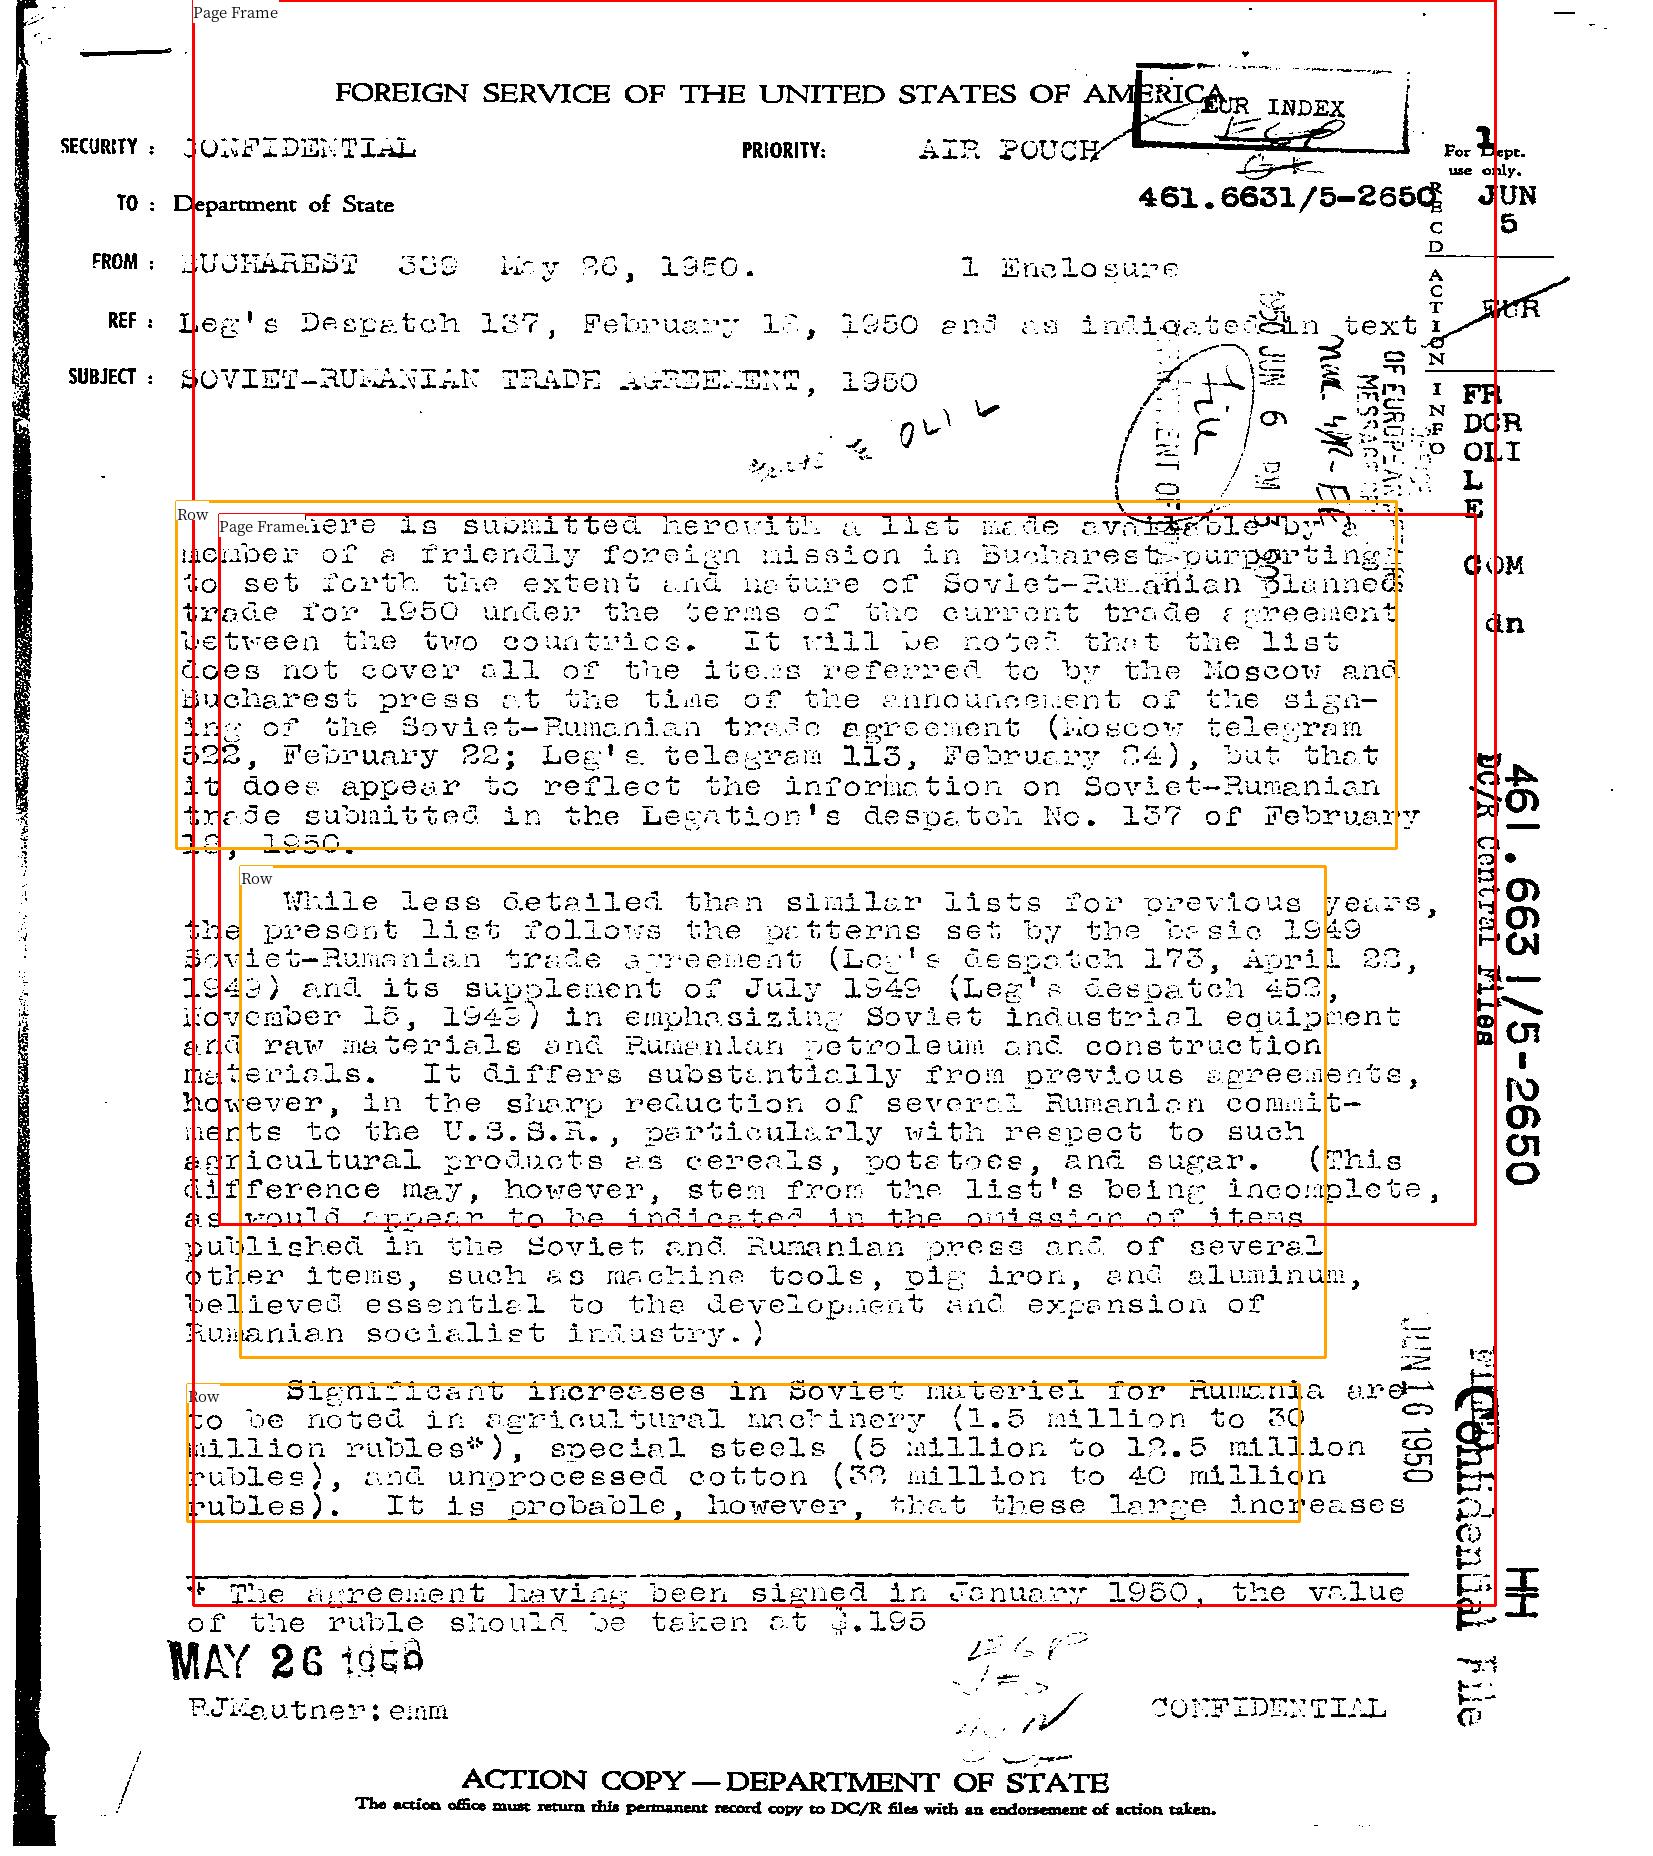 FOREIGN SERVICE OF THE UNITED STATES OF AMERICA
EUR INDEX
SECURITY : CONFIDENTIAL PRIORITY: AIR POUCH
For Dept.
use only.
TO : Department of State
461.6631/5-2650
REC'D
JUN
5
FROM : BUCHAREST 339 May 26, 1950. 1 Enclosure
ACTION
EUR
REF : Leg's Despatch 137, February 18, 1950 and as indicated in text
SUBJECT : SOVIET-RUMANIAN TRADE AGREEMENT, 1950
OLI
File
JUN 6
INFO
FR
DCR
OLI
L
E
COM
dn
Page Frame
Row
Page Frame
There is submitted herewith a list made available by a
member of a friendly foreign mission in Bucharest purporting
to set forth the extent and nature of Soviet-Rumanian planned
trade for 1950 under the terms of the current trade agreement
between the two countries. It will be noted that the list
does not cover all of the items referred to by the Moscow and
Bucharest press at the time of the announcement of the sign-
ing of the Soviet-Rumanian trade agreement (Moscow telegram
522, February 22; Leg's telegram 113, February 24), but that
it does appear to reflect the information on Soviet-Rumanian
trade submitted in the Legation's despatch No. 137 of February
18, 1950.
Row
While less detailed than similar lists for previous years,
the present list follows the patterns set by the basic 1949
Soviet-Rumanian trade agreement (Leg's despatch 173, April 22,
1949) and its supplement of July 1949 (Leg's despatch 452,
November 15, 1949) in emphasizing Soviet industrial equipment
and raw materials and Rumanian petroleum and construction
materials. It differs substantially from previous agreements,
however, in the sharp reduction of several Rumanian commit-
ments to the U.S.S.R., particularly with respect to such
agricultural products as cereals, potatoes, and sugar. (This
difference may, however, stem from the list's being incomplete,
as would appear to be indicated in the omission of items
published in the Soviet and Rumanian press and of several
other items, such as machine tools, pig iron, and aluminum,
believed essential to the development and expansion of
Rumanian socialist industry.)
Row
Significant increases in Soviet materiel for Rumania are
to be noted in agricultural machinery (1.5 million to 30
million rubles*), special steels (5 million to 12.5 million
rubles), and unprocessed cotton (32 million to 40 million
rubles). It is probable, however, that these large increases
* The agreement having been signed in January 1950, the value
of the ruble should be taken at $.195
MAY 26 1950
RJMautner:emm
CONFIDENTIAL
ACTION COPY — DEPARTMENT OF STATE
The action office must return this permanent record copy to DC/R files with an endorsement of action taken.
461.6631/5-2650
DC/R Central Files
JUN 16 1950
Confidential File
HH